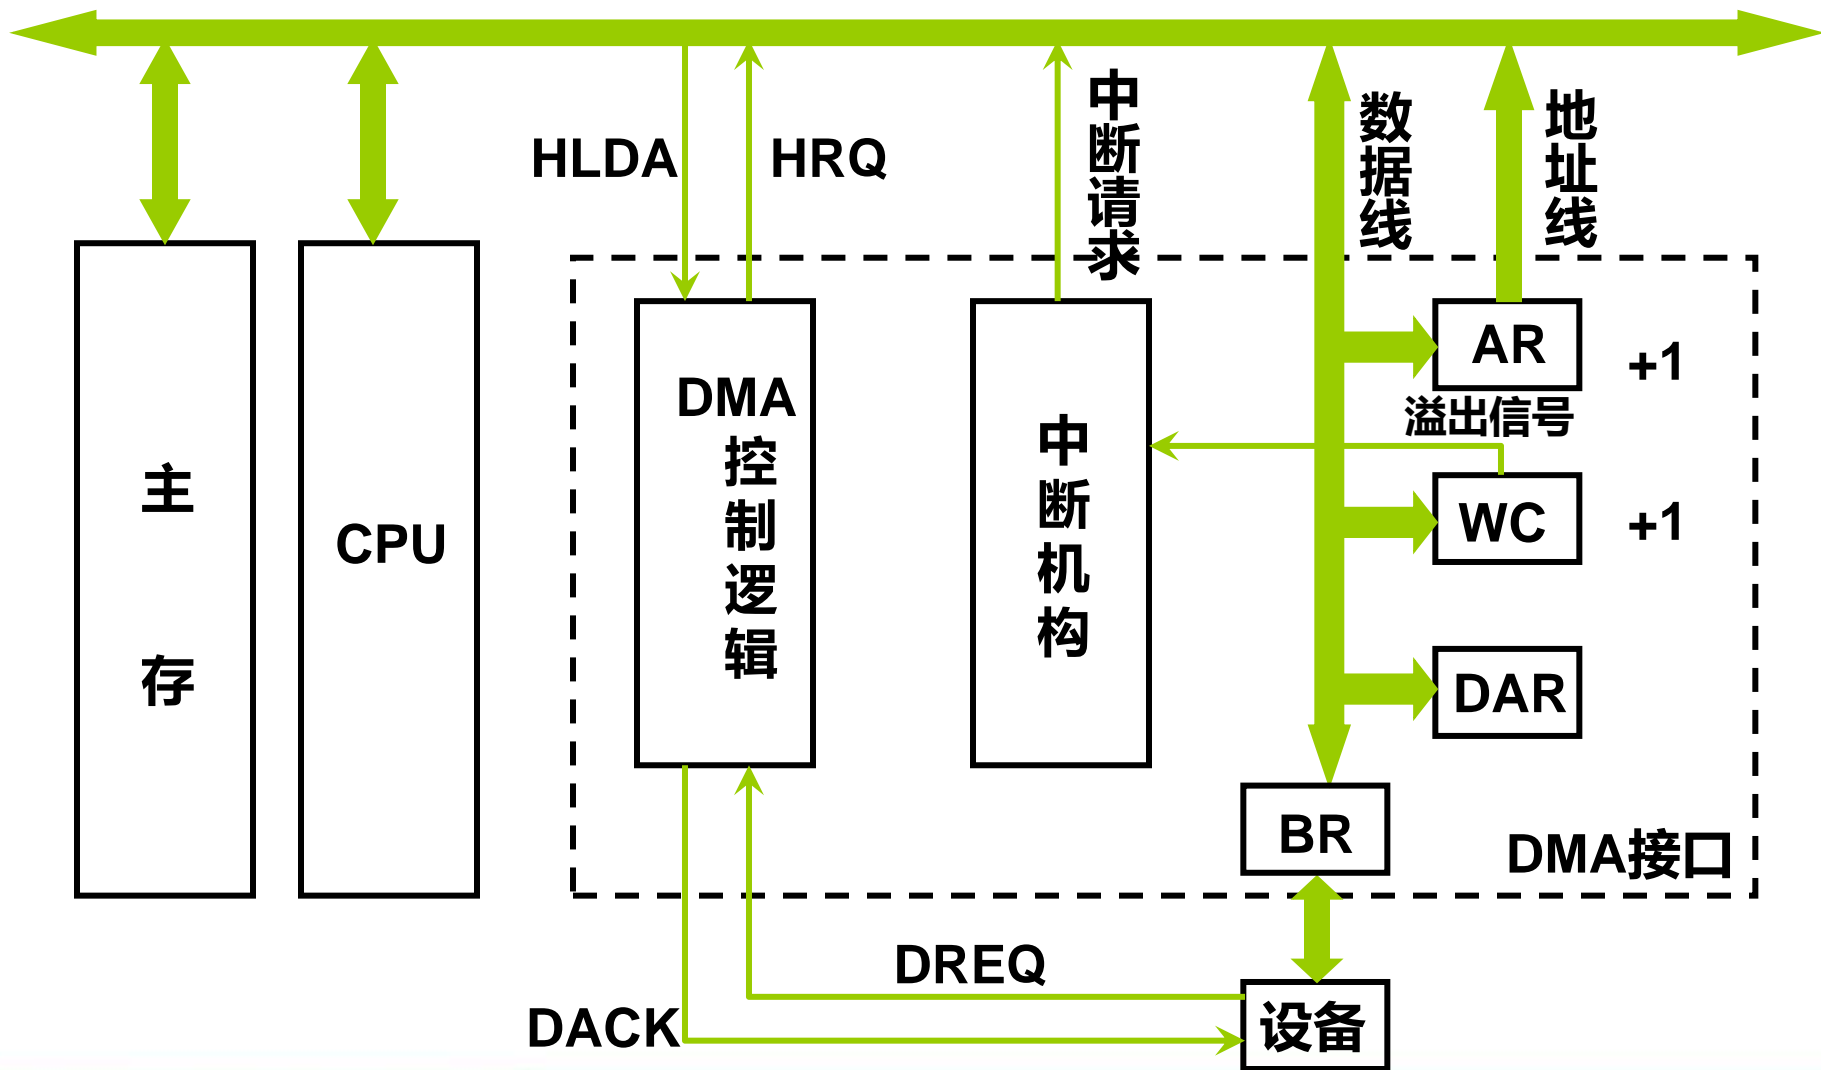 HLDA
HRQ
中断请求
数据线
地址线
主存
CPU
DMA
控制逻辑
中断机构
AR
+1
溢出信号
WC
+1
DAR
BR
DMA接口
DREQ
DACK
设备